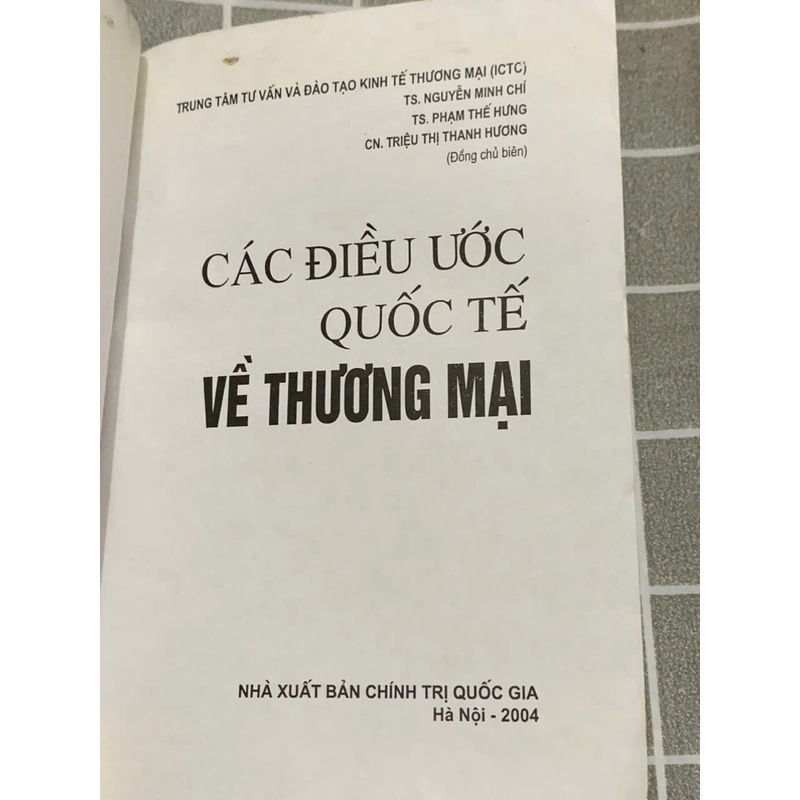 TRUNG TÂM TƯ VẤN VÀ ĐÀO TẠO KINH TẾ THƯƠNG MẠI (ICTC)
TS. NGUYỄN MINH CHÍ
TS. PHẠM THẾ HƯNG
CN. TRIỆU THỊ THANH HƯƠNG
(Đồng chủ biên)
CÁC ĐIỀU ƯỚC
QUỐC TẾ
VỀ THƯƠNG MẠI
NHÀ XUẤT BẢN CHÍNH TRỊ QUỐC GIA
Hà Nội - 2004